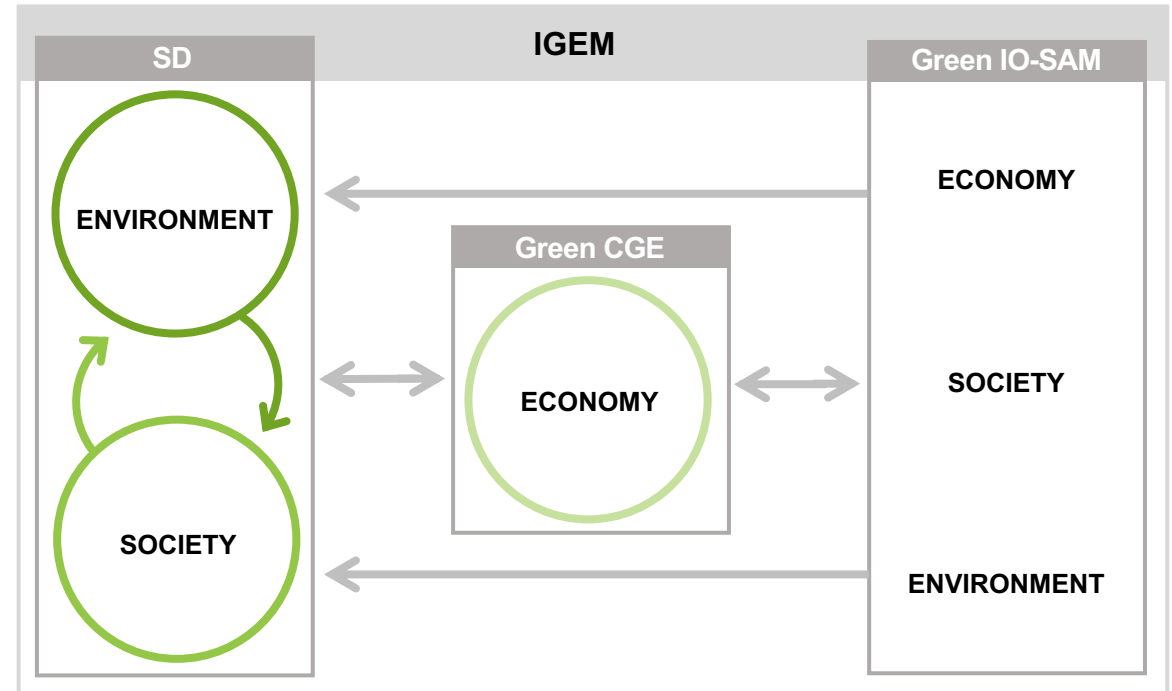 IGEM
SD
Green IO-SAM
ENVIRONMENT
SOCIETY
Green CGE
ECONOMY
ECONOMY
SOCIETY
ENVIRONMENT